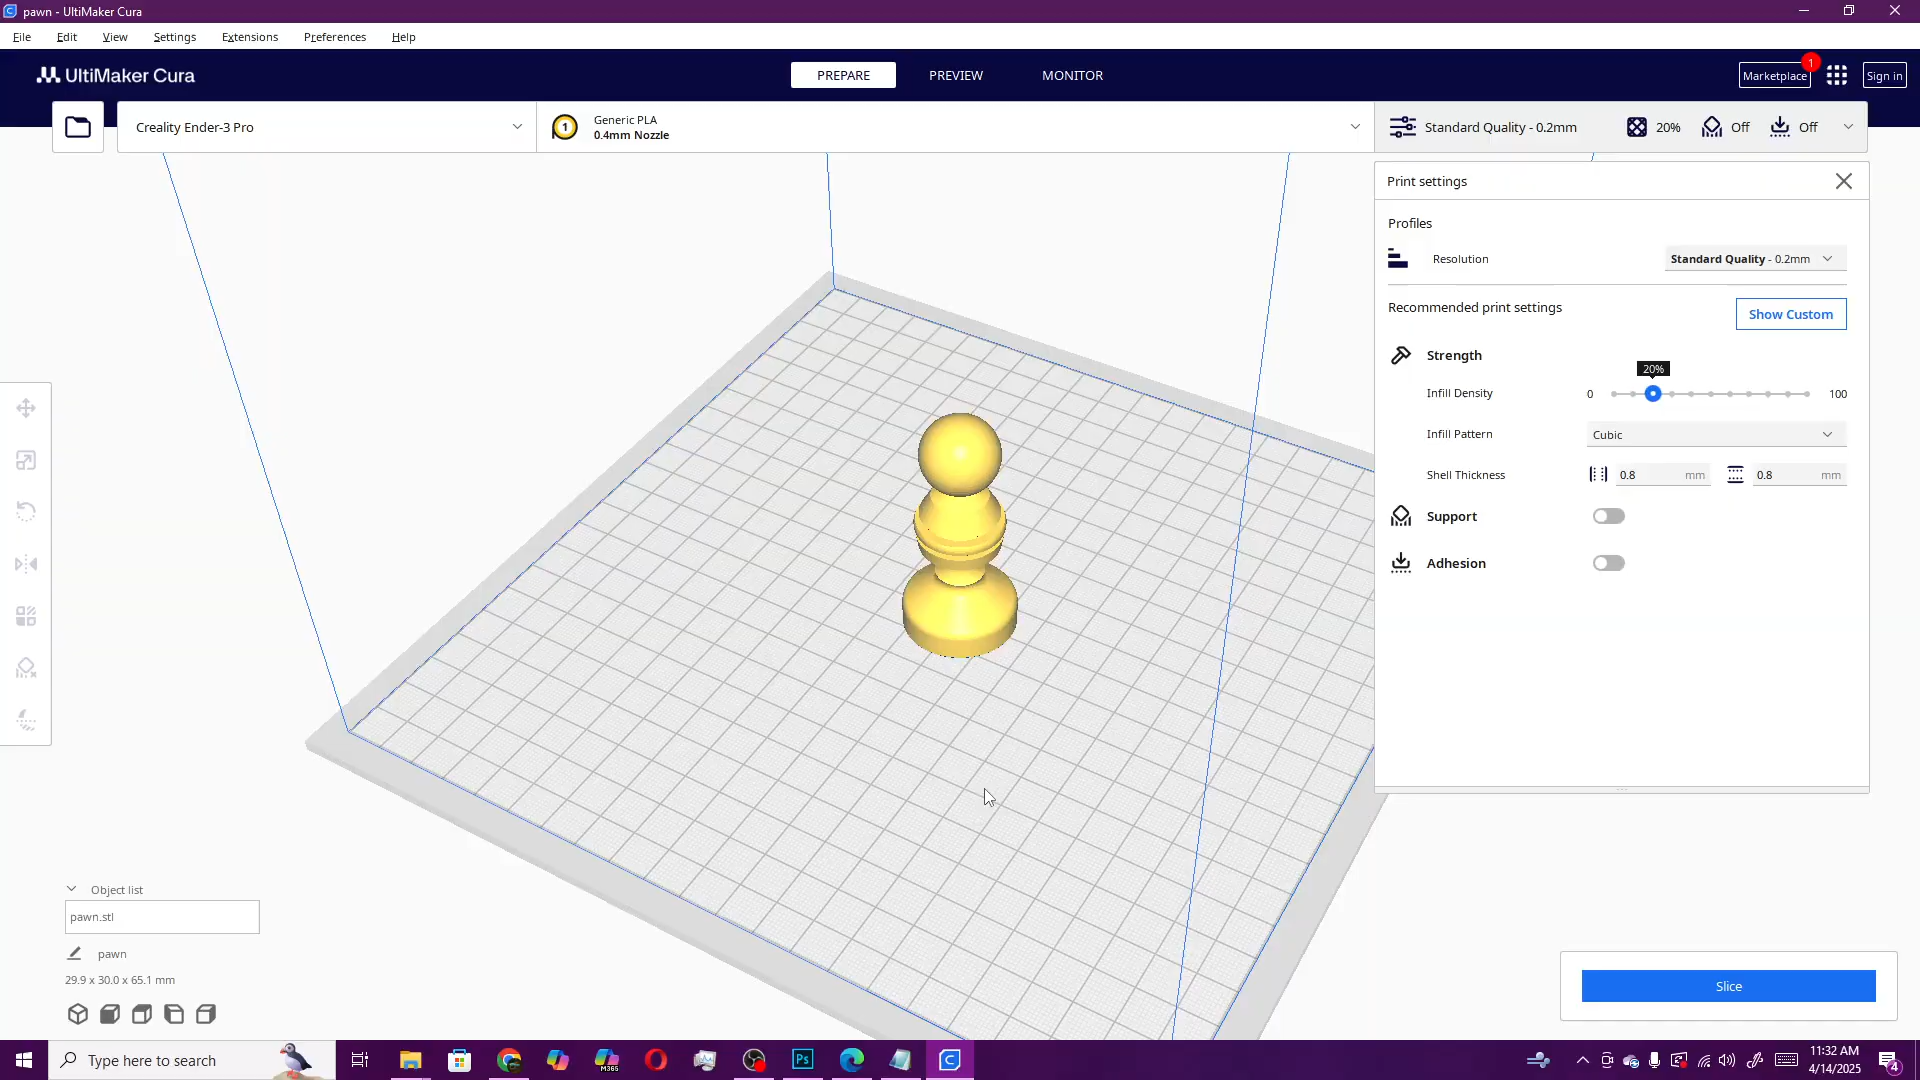 pawn - UltiMaker Cura
File Edit View Settings Extensions Preferences Help
UltiMaker Cura
PREPARE PREVIEW MONITOR
Marketplace 1 Sign in
Creality Ender-3 Pro
1 Generic PLA
0.4mm Nozzle
Standard Quality - 0.2mm 20% Off Off
Print settings
Profiles
Resolution Standard Quality - 0.2mm
Recommended print settings Show Custom
Strength
20%
Infill Density 0 100
Infill Pattern Cubic
Shell Thickness 0.8 mm 0.8 mm
Support
Adhesion
Object list
pawn.stl
pawn
29.9 x 30.0 x 65.1 mm
Slice
Type here to search
M365
Ps
11:32 AM
4/14/2025
4